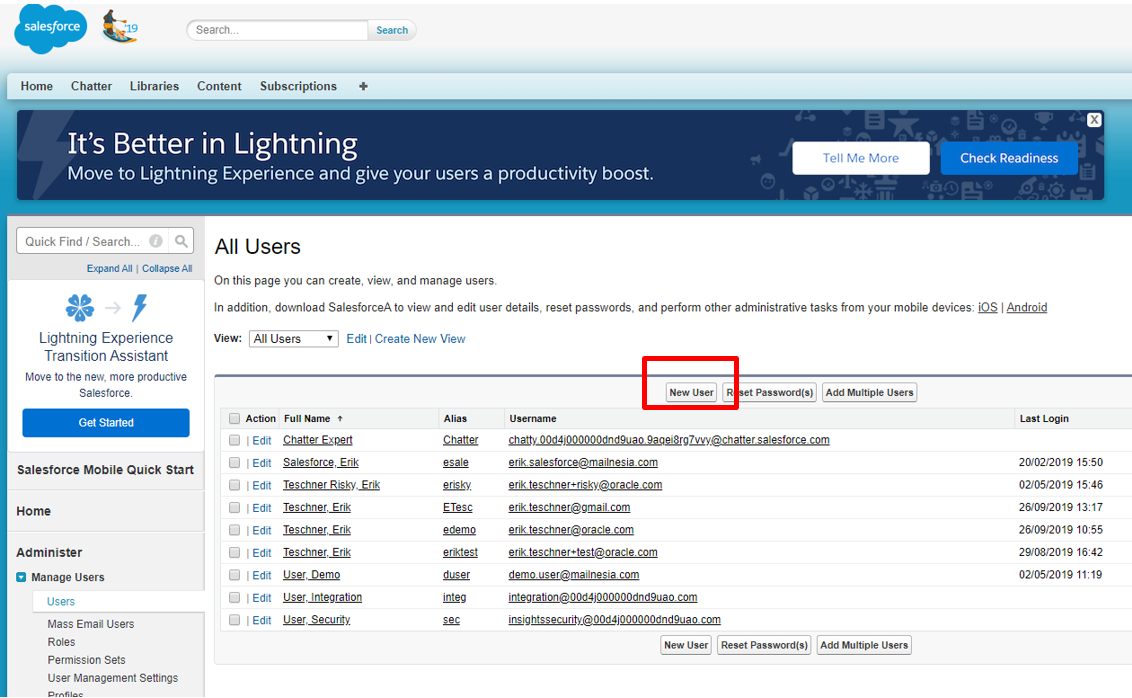 salesforce
'19
Search...
Search
Home Chatter Libraries Content Subscriptions +
It's Better in Lightning
Move to Lightning Experience and give your users a productivity boost.
Tell Me More
Check Readiness
X
Quick Find / Search...
Expand All | Collapse All
Lightning Experience
Transition Assistant
Move to the new, more productive
Salesforce.
Get Started
Salesforce Mobile Quick Start
Home
Administer
Manage Users
Users
Mass Email Users
Roles
Permission Sets
User Management Settings
Profiles
All Users
On this page you can create, view, and manage users.
In addition, download SalesforceA to view and edit user details, reset passwords, and perform other administrative tasks from your mobile devices: iOS | Android
View: All Users Edit | Create New View
New User Reset Password(s) Add Multiple Users
Action Full Name ↑ Alias Username Last Login
| Edit Chatter Expert Chatter chatty.00d4j000000dnd9uao.9aqei8rg7vvy@chatter.salesforce.com
| Edit Salesforce, Erik esale erik.salesforce@mailnesia.com 20/02/2019 15:50
| Edit Teschner Risky, Erik erisky erik.teschner+risky@oracle.com 02/05/2019 15:46
| Edit Teschner, Erik ETesc erik.teschner@gmail.com 26/09/2019 13:17
| Edit Teschner, Erik edemo erik.teschner@oracle.com 26/09/2019 10:55
| Edit Teschner, Erik eriktest erik.teschner+test@oracle.com 29/08/2019 16:42
| Edit User, Demo duser demo.user@mailnesia.com 02/05/2019 11:19
| Edit User, Integration integ integration@00d4j000000dnd9uao.com
| Edit User, Security sec insightssecurity@00d4j000000dnd9uao.com
New User Reset Password(s) Add Multiple Users